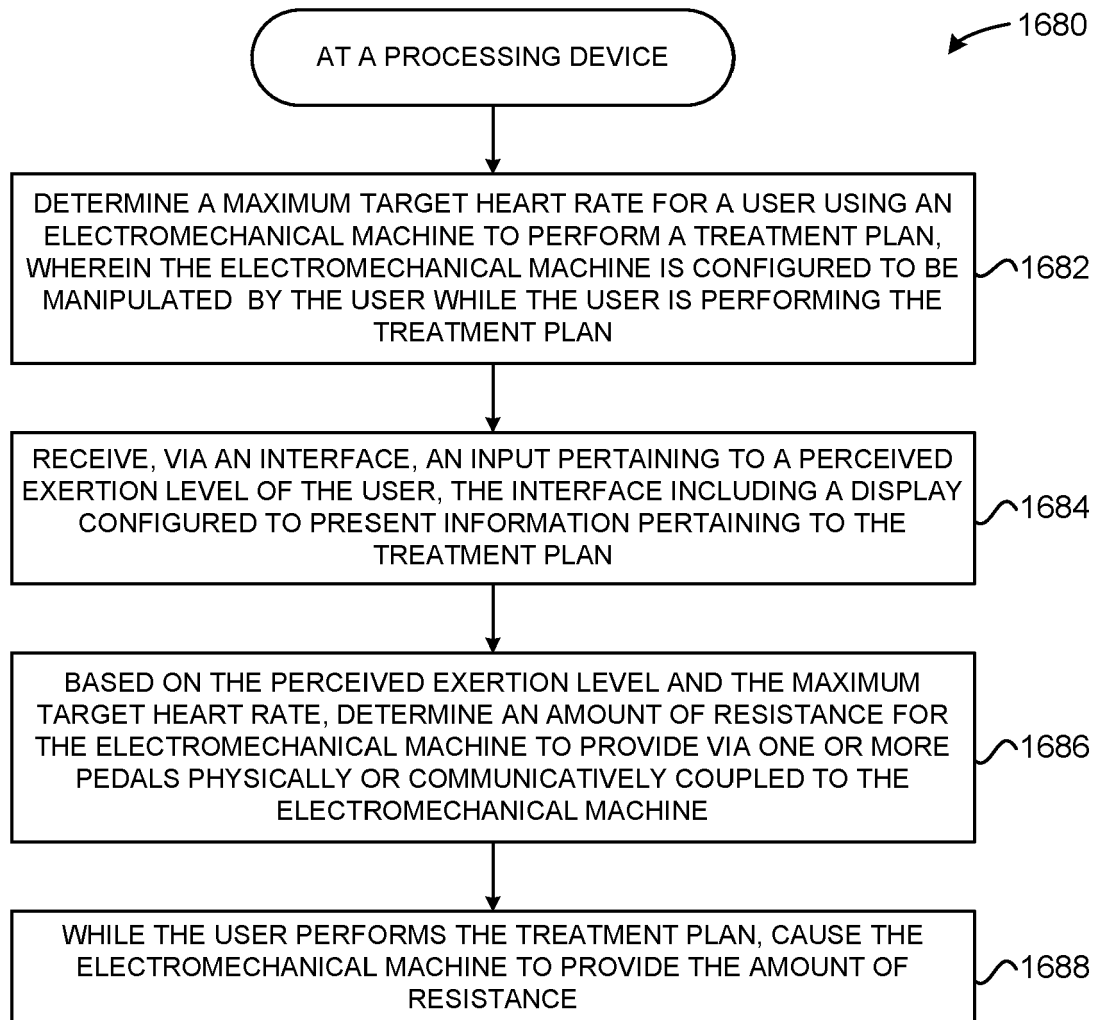 1680
AT A PROCESSING DEVICE
DETERMINE A MAXIMUM TARGET HEART RATE FOR A USER USING AN
ELECTROMECHANICAL MACHINE TO PERFORM A TREATMENT PLAN,
WHEREIN THE ELECTROMECHANICAL MACHINE IS CONFIGURED TO BE
MANIPULATED BY THE USER WHILE THE USER IS PERFORMING THE
TREATMENT PLAN
1682
RECEIVE, VIA AN INTERFACE, AN INPUT PERTAINING TO A PERCEIVED
EXERTION LEVEL OF THE USER, THE INTERFACE INCLUDING A DISPLAY
CONFIGURED TO PRESENT INFORMATION PERTAINING TO THE
TREATMENT PLAN
1684
BASED ON THE PERCEIVED EXERTION LEVEL AND THE MAXIMUM
TARGET HEART RATE, DETERMINE AN AMOUNT OF RESISTANCE FOR
THE ELECTROMECHANICAL MACHINE TO PROVIDE VIA ONE OR MORE
PEDALS PHYSICALLY OR COMMUNICATIVELY COUPLED TO THE
ELECTROMECHANICAL MACHINE
1686
WHILE THE USER PERFORMS THE TREATMENT PLAN, CAUSE THE
ELECTROMECHANICAL MACHINE TO PROVIDE THE AMOUNT OF
RESISTANCE
1688